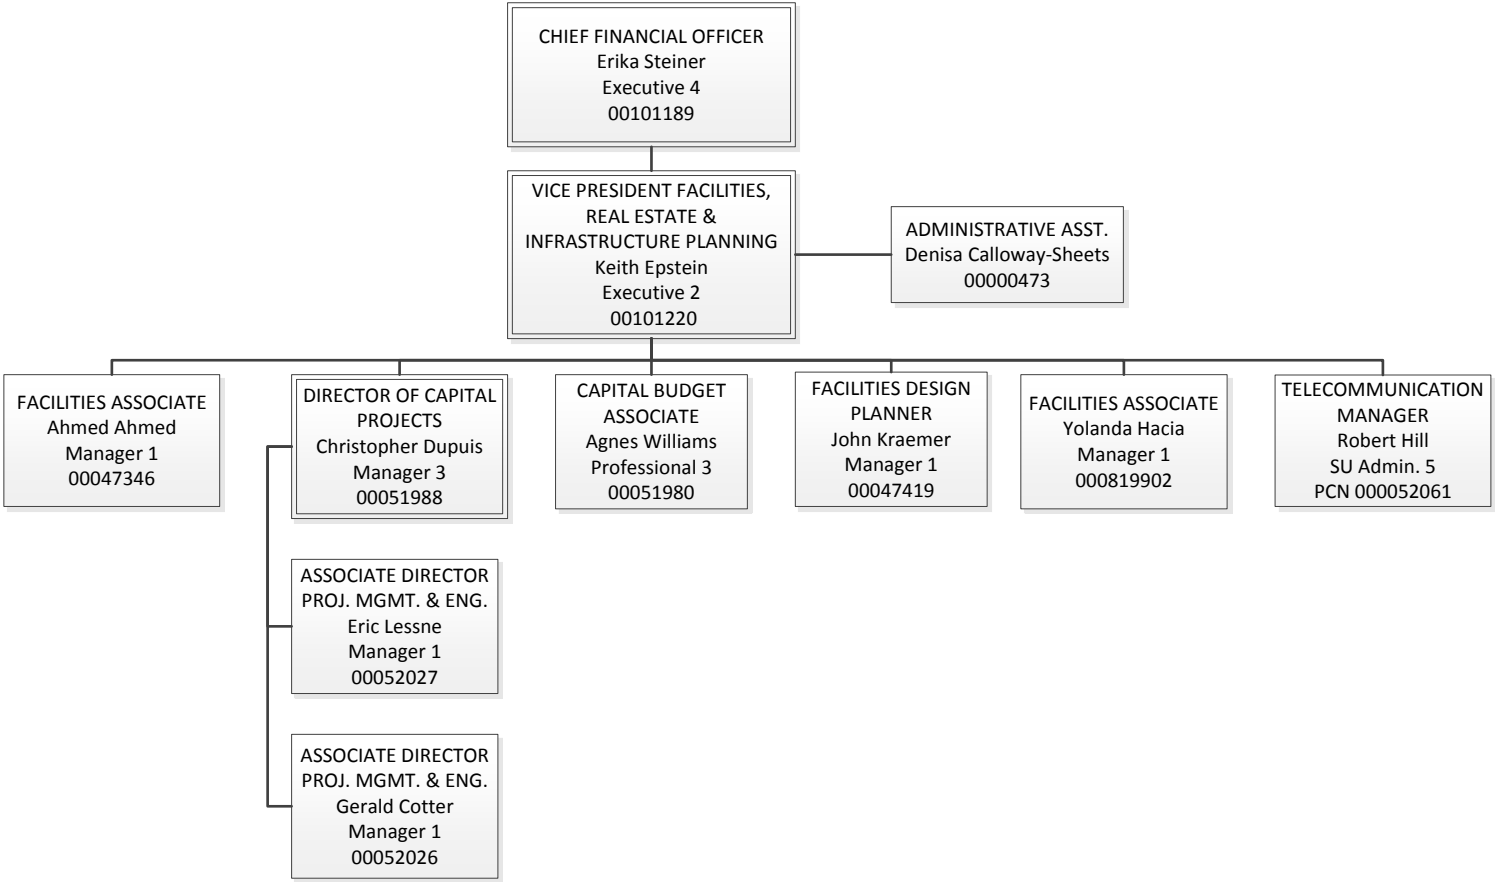 CHIEF FINANCIAL OFFICER
Erika Steiner
Executive 4
00101189
VICE PRESIDENT FACILITIES,
REAL ESTATE &
INFRASTRUCTURE PLANNING
Keith Epstein
Executive 2
00101220
ADMINISTRATIVE ASST.
Denisa Calloway-Sheets
00000473
FACILITIES ASSOCIATE
Ahmed Ahmed
Manager 1
00047346
DIRECTOR OF CAPITAL
PROJECTS
Christopher Dupuis
Manager 3
00051988
CAPITAL BUDGET
ASSOCIATE
Agnes Williams
Professional 3
00051980
FACILITIES DESIGN
PLANNER
John Kraemer
Manager 1
00047419
FACILITIES ASSOCIATE
Yolanda Hacia
Manager 1
000819902
TELECOMMUNICATION
MANAGER
Robert Hill
SU Admin. 5
PCN 000052061
ASSOCIATE DIRECTOR
PROJ. MGMT. & ENG.
Eric Lessne
Manager 1
00052027
ASSOCIATE DIRECTOR
PROJ. MGMT. & ENG.
Gerald Cotter
Manager 1
00052026